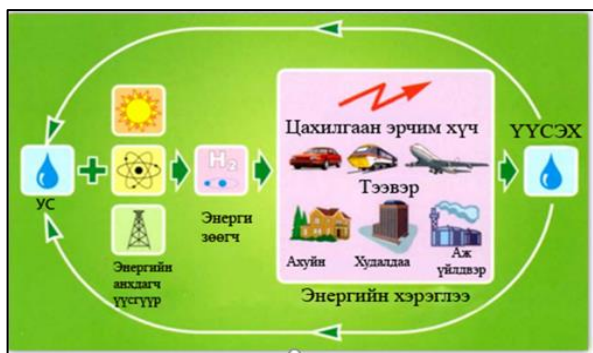 УС
Энергийн
анхдагч
үүсгүүр
H₂
Энерги
зөөгч
Цахилгаан эрчим хүч
Тээвэр
Ахуйн
Худалдаа
Аж
үйлдвэр
Энергийн хэрэглээ
ҮҮСЭХ